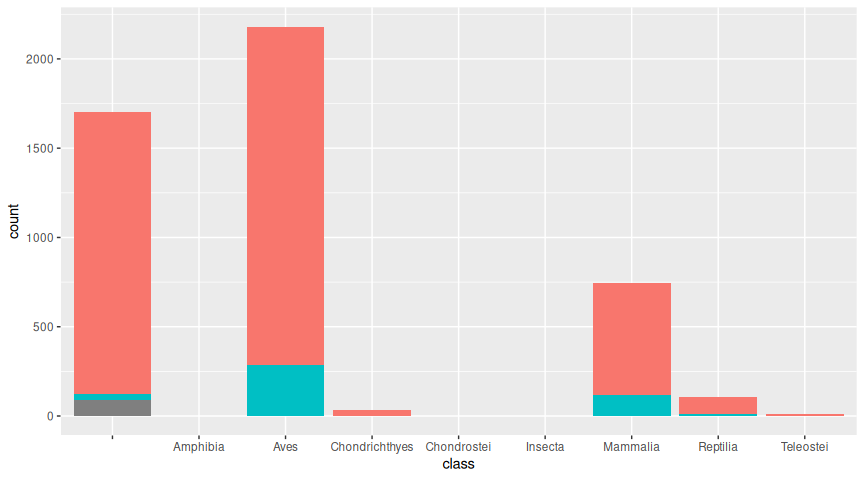 2000
1500
1000
500
0
count
Amphibia Aves Chondrichthyes Chondrostei Insecta Mammalia Reptilia Teleostei
class